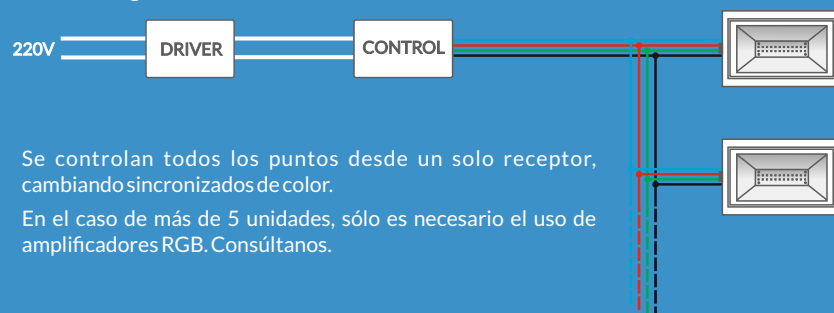 220V
DRIVER
CONTROL
Se controlan todos los puntos desde un solo receptor,
cambiando sincronizados de color.
En el caso de más de 5 unidades, sólo es necesario el uso de
amplificadores RGB. Consúltanos.